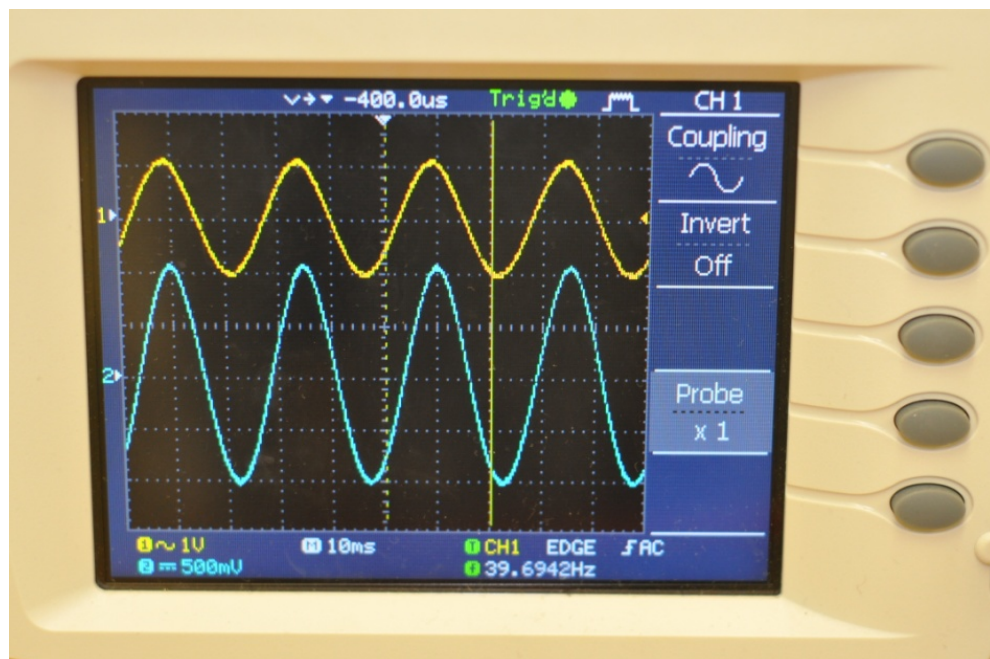 -400.0us Trig'd CH 1
Coupling
Invert
Off
1
2
Probe
x 1
1 1V M 10ms T CH1 EDGE AC
2 500mV f 39.6942Hz